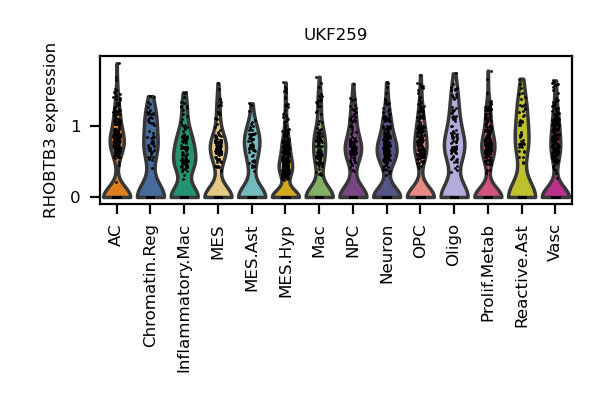 UKF259
RHOBTB3 expression
1
0
AC
Chromatin.Reg
Inflammatory.Mac
MES
MES.Ast
MES.Hyp
Mac
NPC
Neuron
OPC
Oligo
Prolif.Metab
Reactive.Ast
Vasc